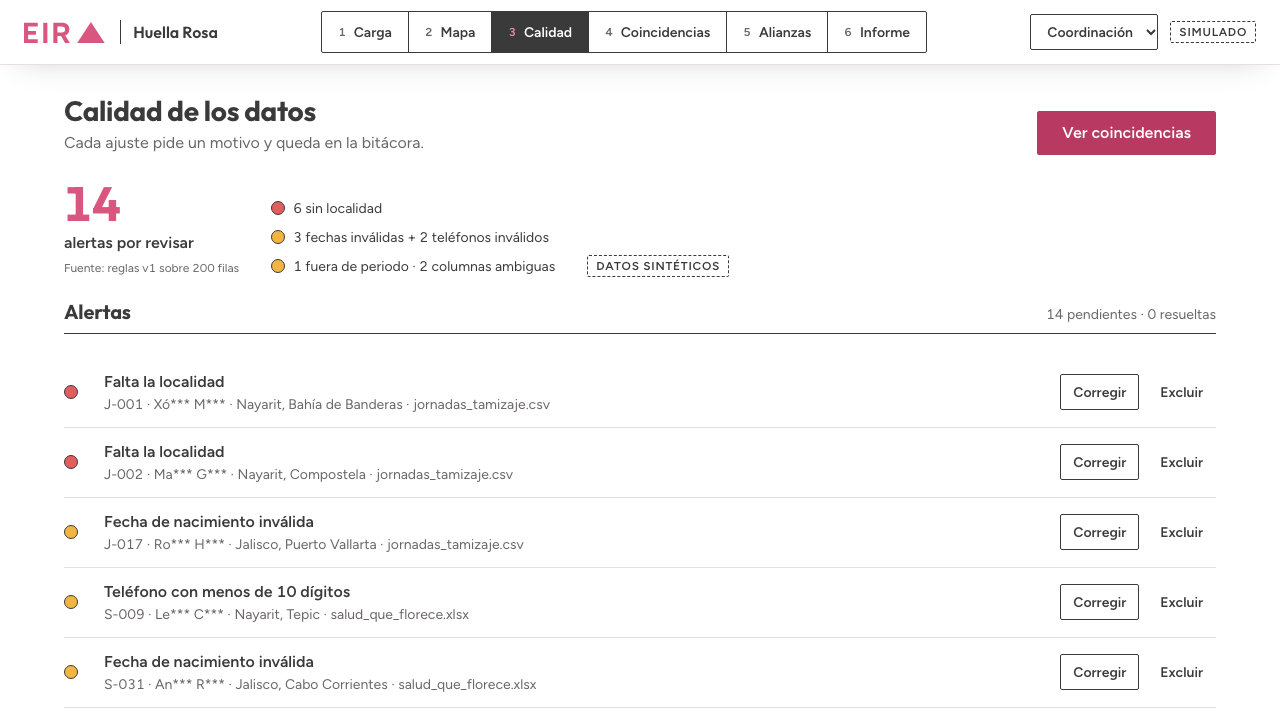 EIR
Huella Rosa
1 Carga
2 Mapa
3 Calidad
4 Coincidencias
5 Alianzas
6 Informe
Coordinación
SIMULADO
Calidad de los datos
Cada ajuste pide un motivo y queda en la bitácora.
Ver coincidencias
14
alertas por revisar
Fuente: reglas v1 sobre 200 filas
6 sin localidad
3 fechas inválidas + 2 teléfonos inválidos
1 fuera de periodo · 2 columnas ambiguas
DATOS SINTÉTICOS
Alertas
14 pendientes · 0 resueltas
Falta la localidad
J-001 · Xó*** M*** · Nayarit, Bahía de Banderas · jornadas_tamizaje.csv
Corregir
Excluir
Falta la localidad
J-002 · Ma*** G*** · Nayarit, Compostela · jornadas_tamizaje.csv
Corregir
Excluir
Fecha de nacimiento inválida
J-017 · Ro*** H*** · Jalisco, Puerto Vallarta · jornadas_tamizaje.csv
Corregir
Excluir
Teléfono con menos de 10 dígitos
S-009 · Le*** C*** · Nayarit, Tepic · salud_que_florece.xlsx
Corregir
Excluir
Fecha de nacimiento inválida
S-031 · An*** R*** · Jalisco, Cabo Corrientes · salud_que_florece.xlsx
Corregir
Excluir